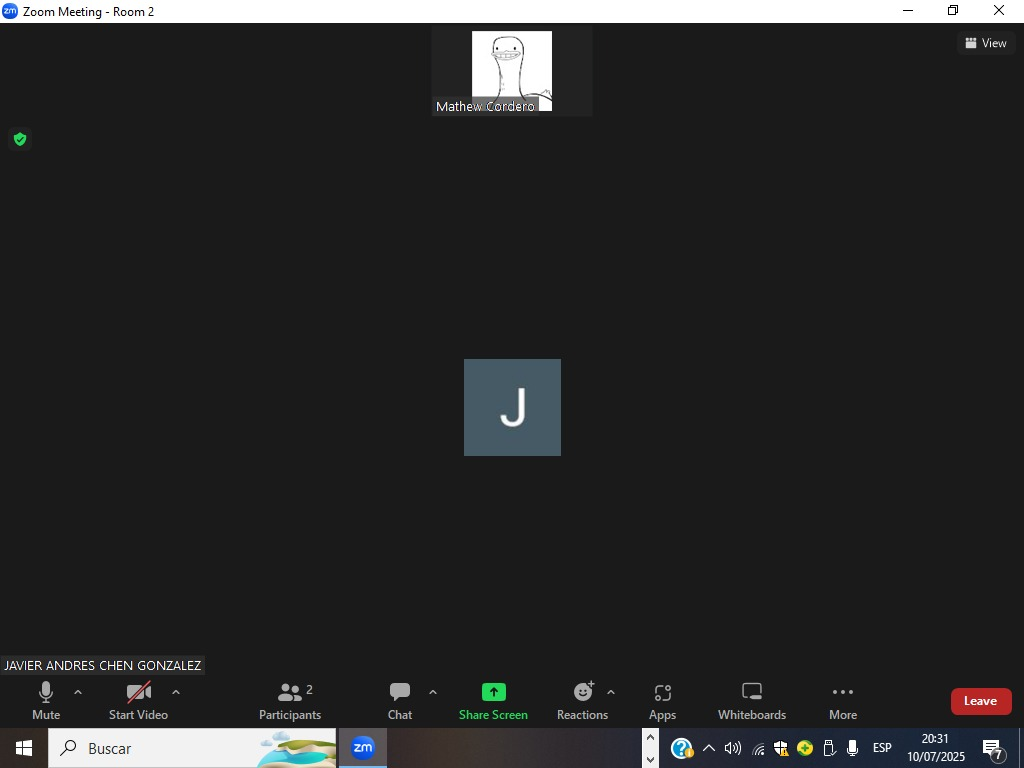 zm Zoom Meeting - Room 2
View
Mathew Cordero
J
JAVIER ANDRES CHEN GONZALEZ
2
Mute Start Video Participants Chat Share Screen Reactions Apps Whiteboards More Leave
Buscar zm ESP
20:31
10/07/2025
7